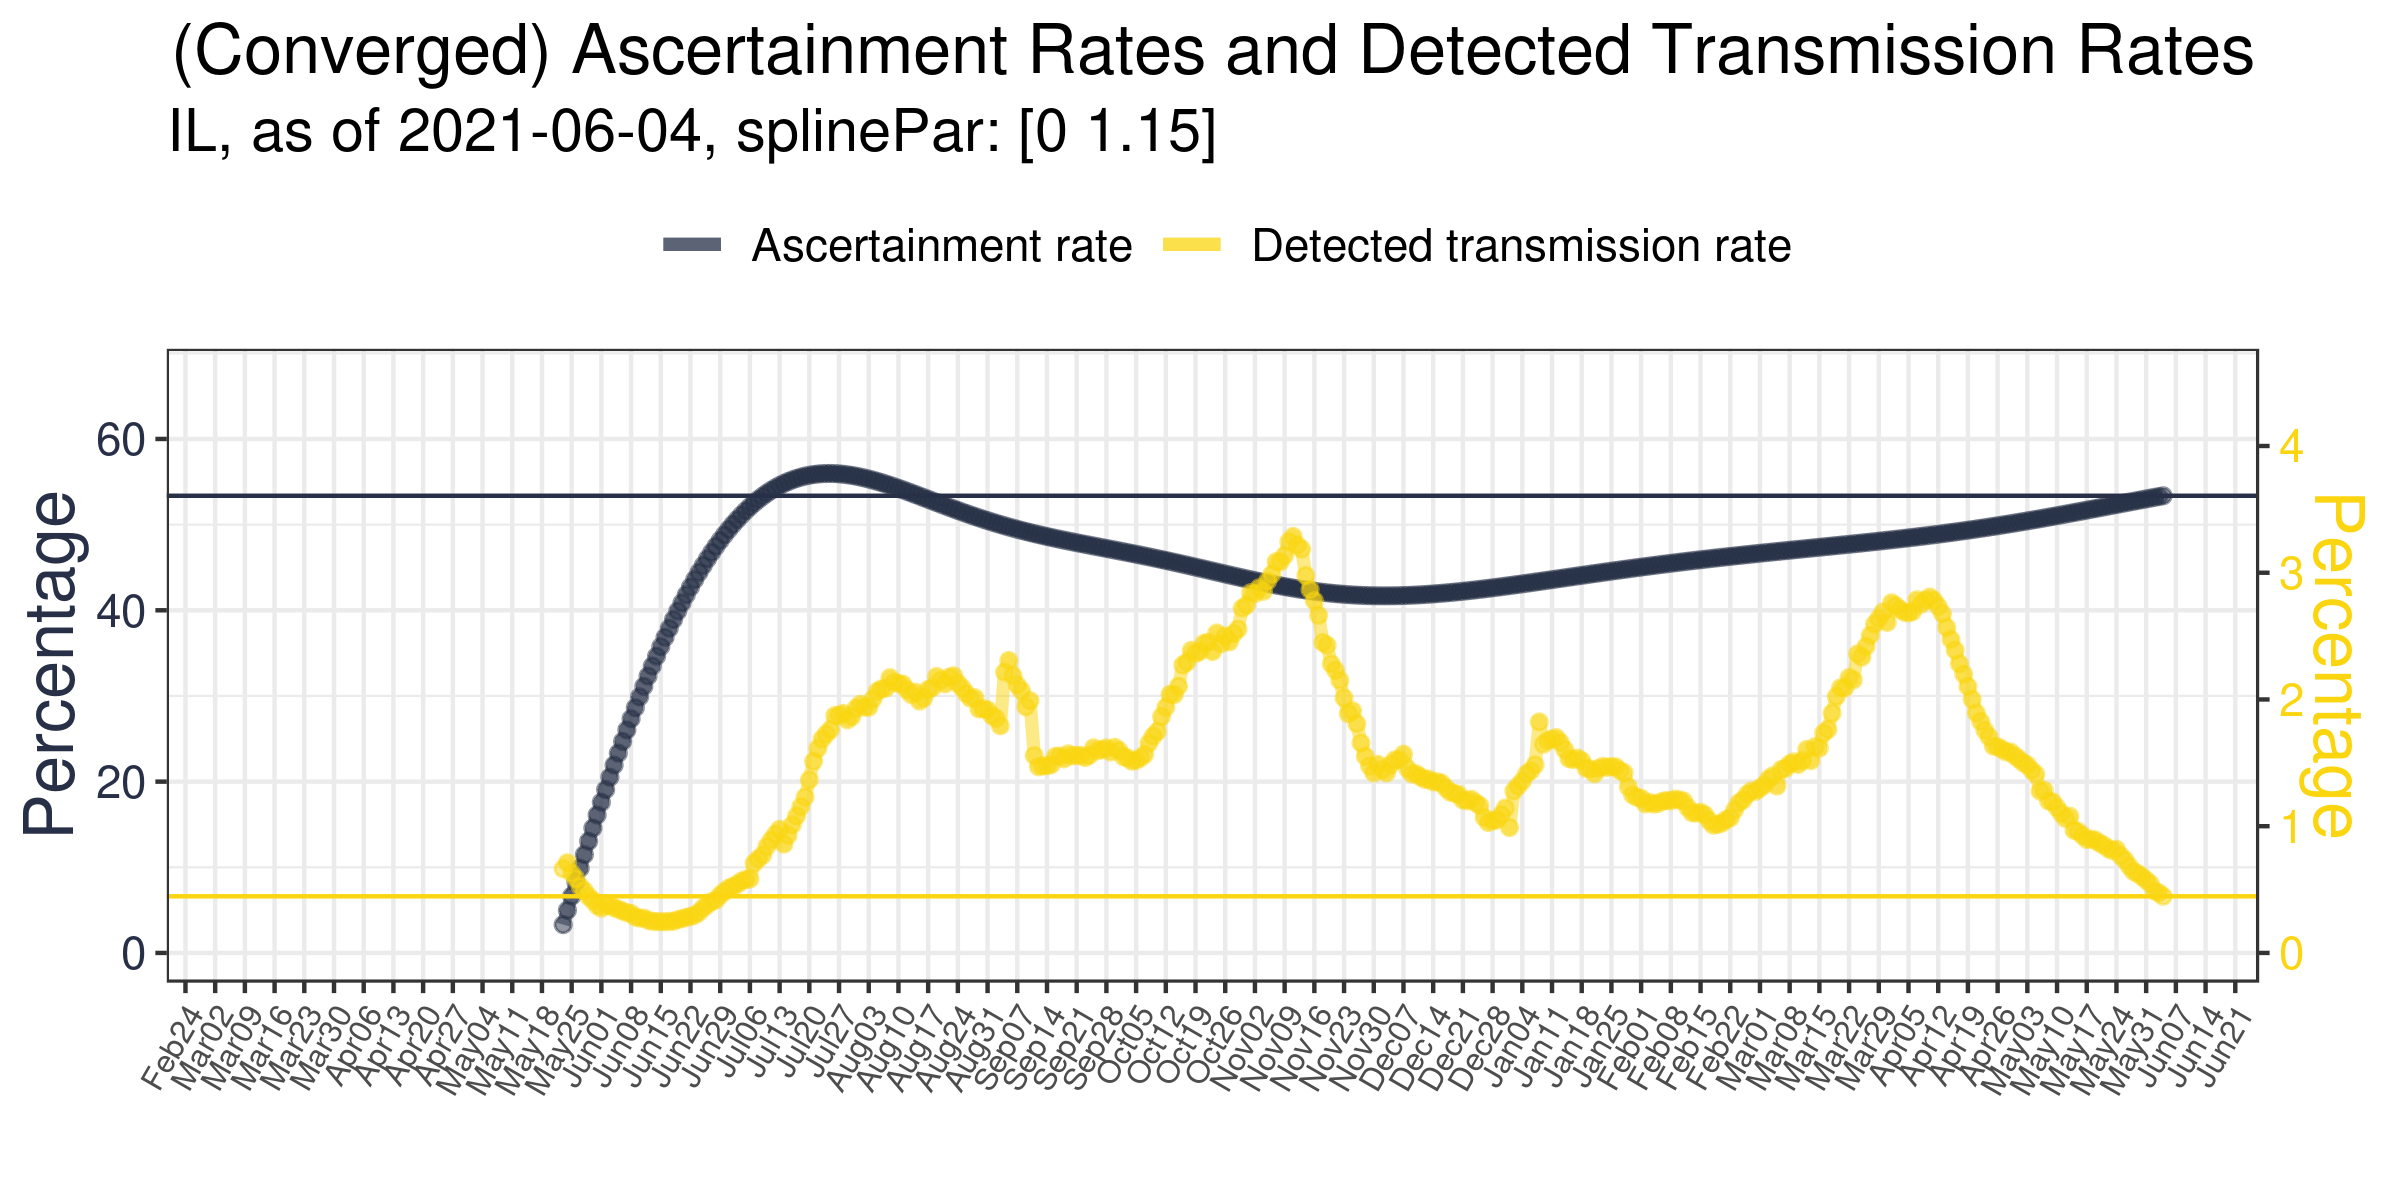 (Converged) Ascertainment Rates and Detected Transmission Rates
IL, as of 2021-06-04, splinePar: [0 1.15]
Ascertainment rate Detected transmission rate
Percentage
60
40
20
0
4
3
2
1
0
Percentage
Feb24 Mar02 Mar09 Mar16 Mar23 Mar30 Apr06 Apr13 Apr20 Apr27 May04 May11 May18 May25 Jun01 Jun08 Jun15 Jun22 Jun29 Jul06 Jul13 Jul20 Jul27 Aug03 Aug10 Aug17 Aug24 Aug31 Sep07 Sep14 Sep21 Sep28 Oct05 Oct12 Oct19 Oct26 Nov02 Nov09 Nov16 Nov23 Nov30 Dec07 Dec14 Dec21 Dec28 Jan04 Jan11 Jan18 Jan25 Feb01 Feb08 Feb15 Feb22 Mar01 Mar08 Mar15 Mar22 Mar29 Apr05 Apr12 Apr19 Apr26 May03 May10 May17 May24 May31 Jun07 Jun14 Jun21